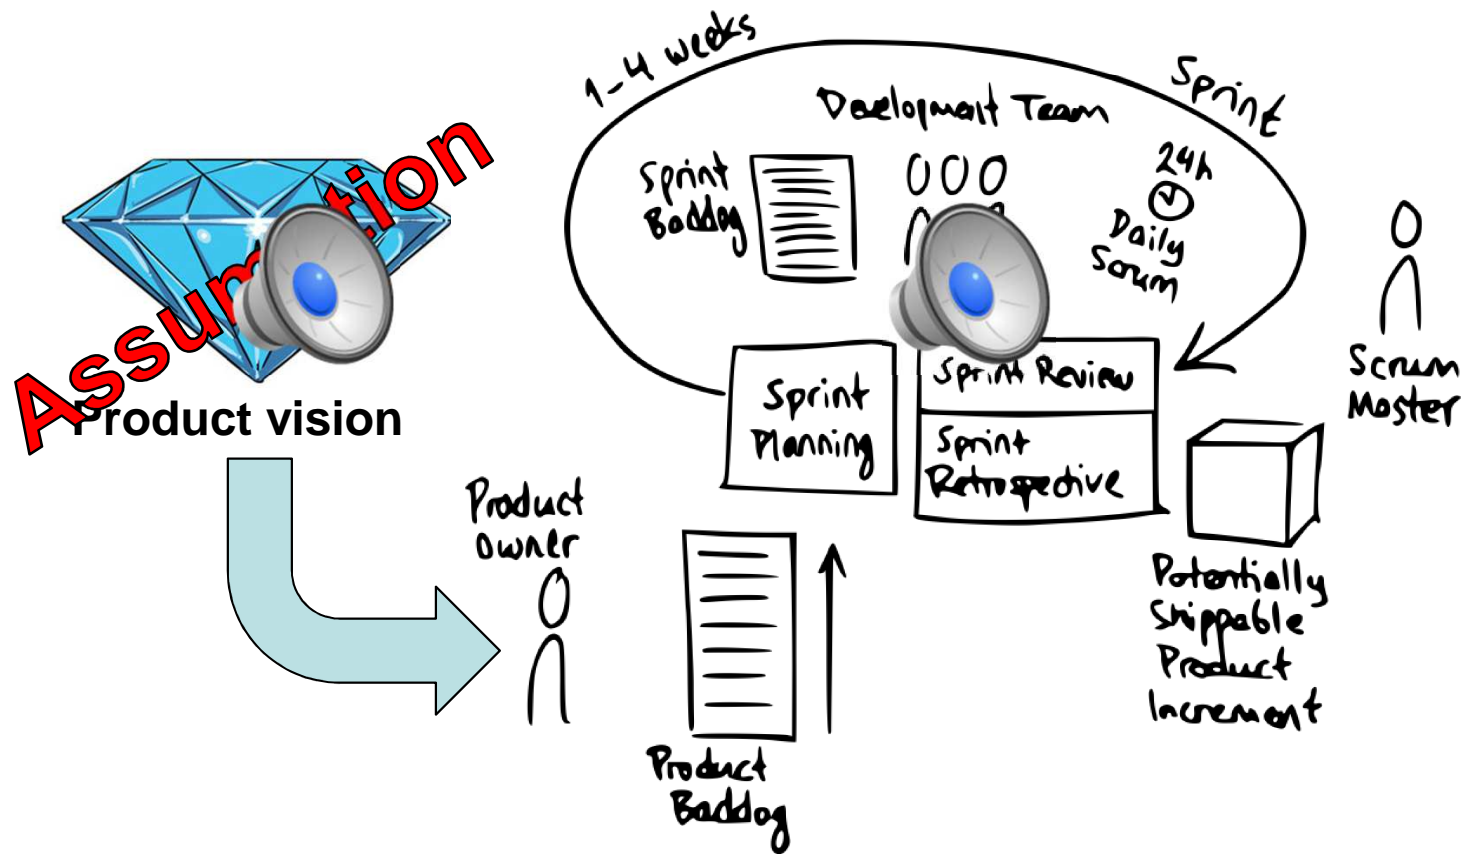 Assumption
Product vision
1-4 weeks
Sprint
Development Team
Sprint
Backlog
24h
Daily
Scrum
Scrum
Master
Sprint
Planning
Sprint Review
Sprint
Retrospective
Product
Owner
Potentially
Shippable
Product
Increment
Product
Backlog